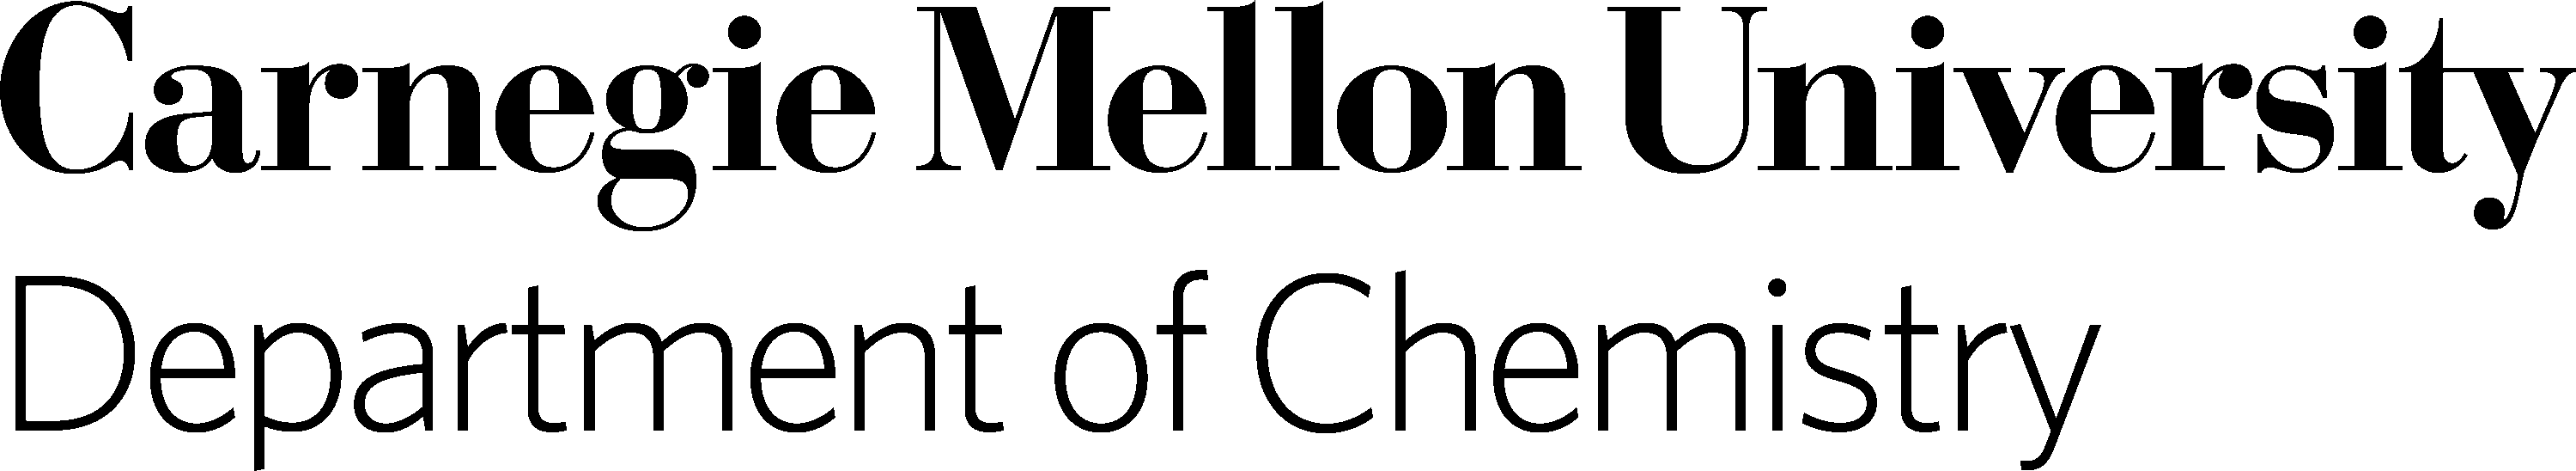 Carnegie Mellon University
Department of Chemistry